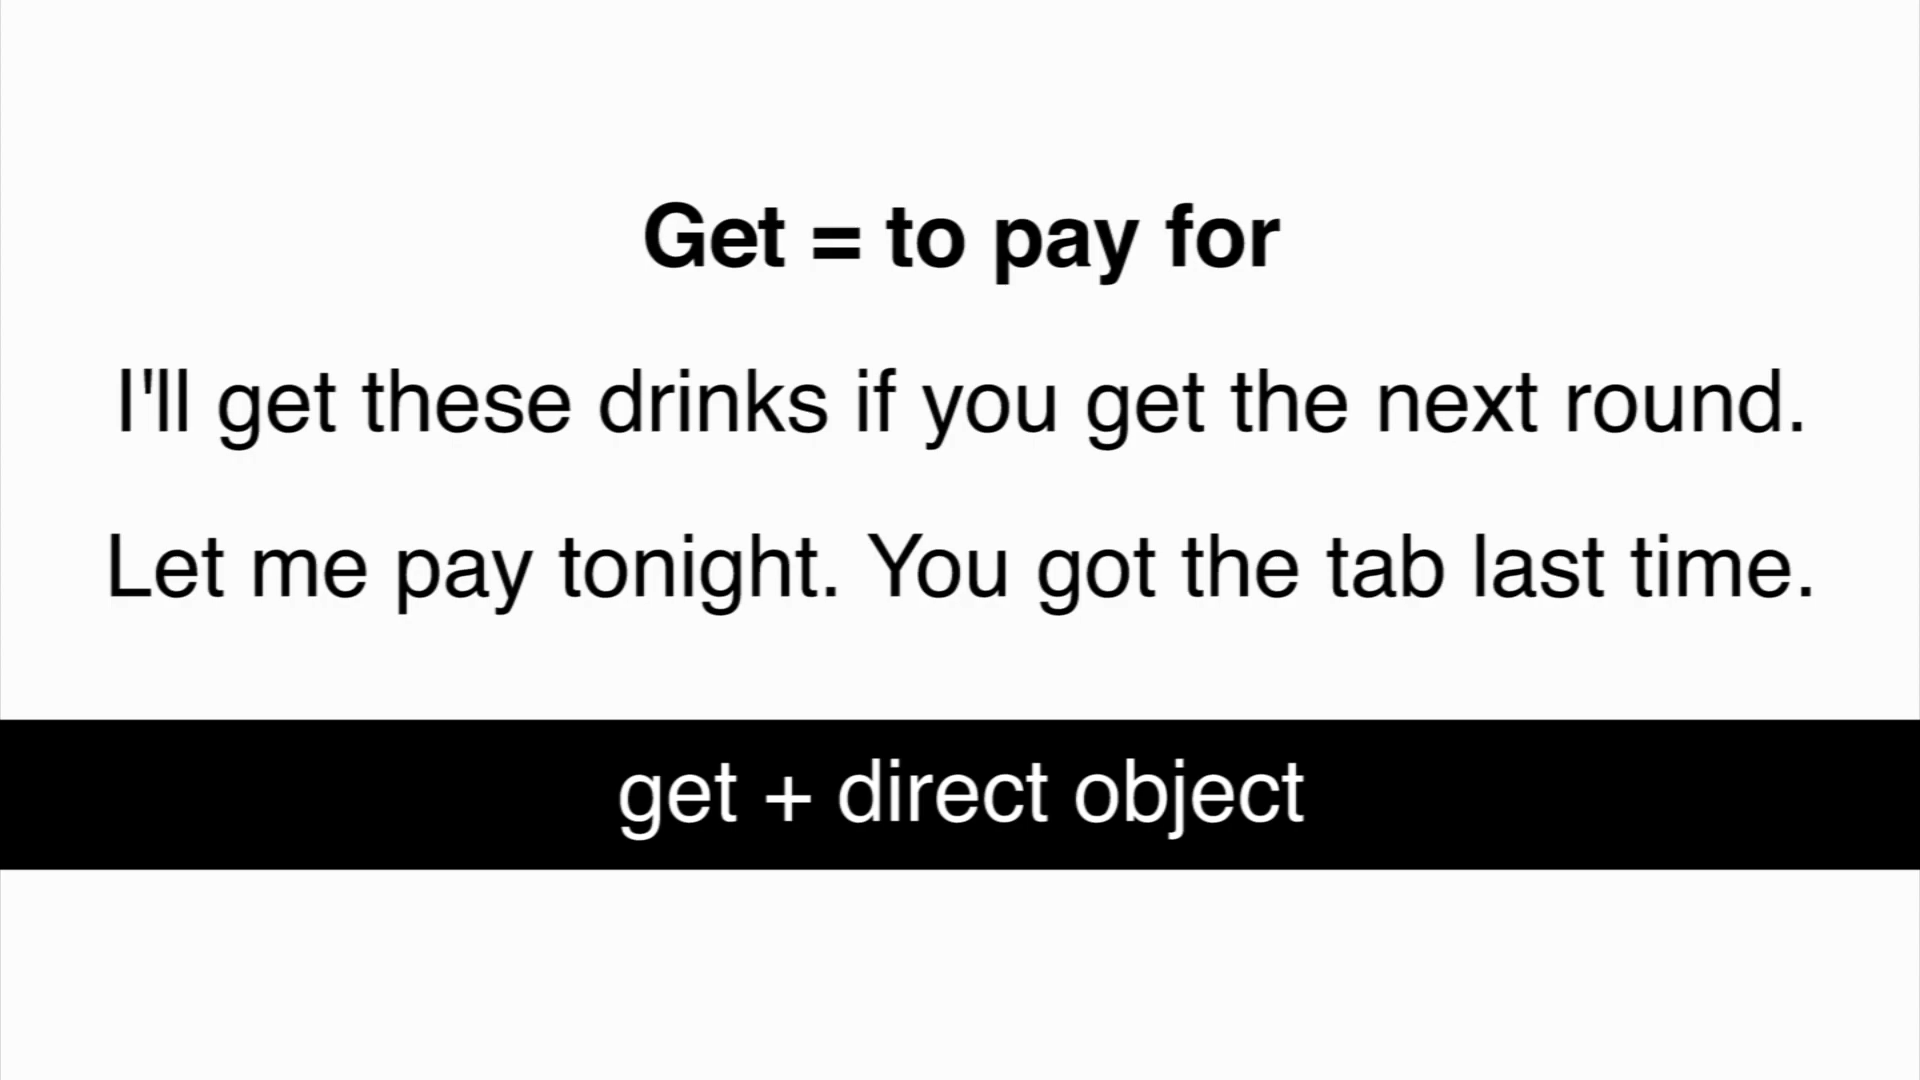 Get = to pay for
I'll get these drinks if you get the next round.
Let me pay tonight. You got the tab last time.
get + direct object